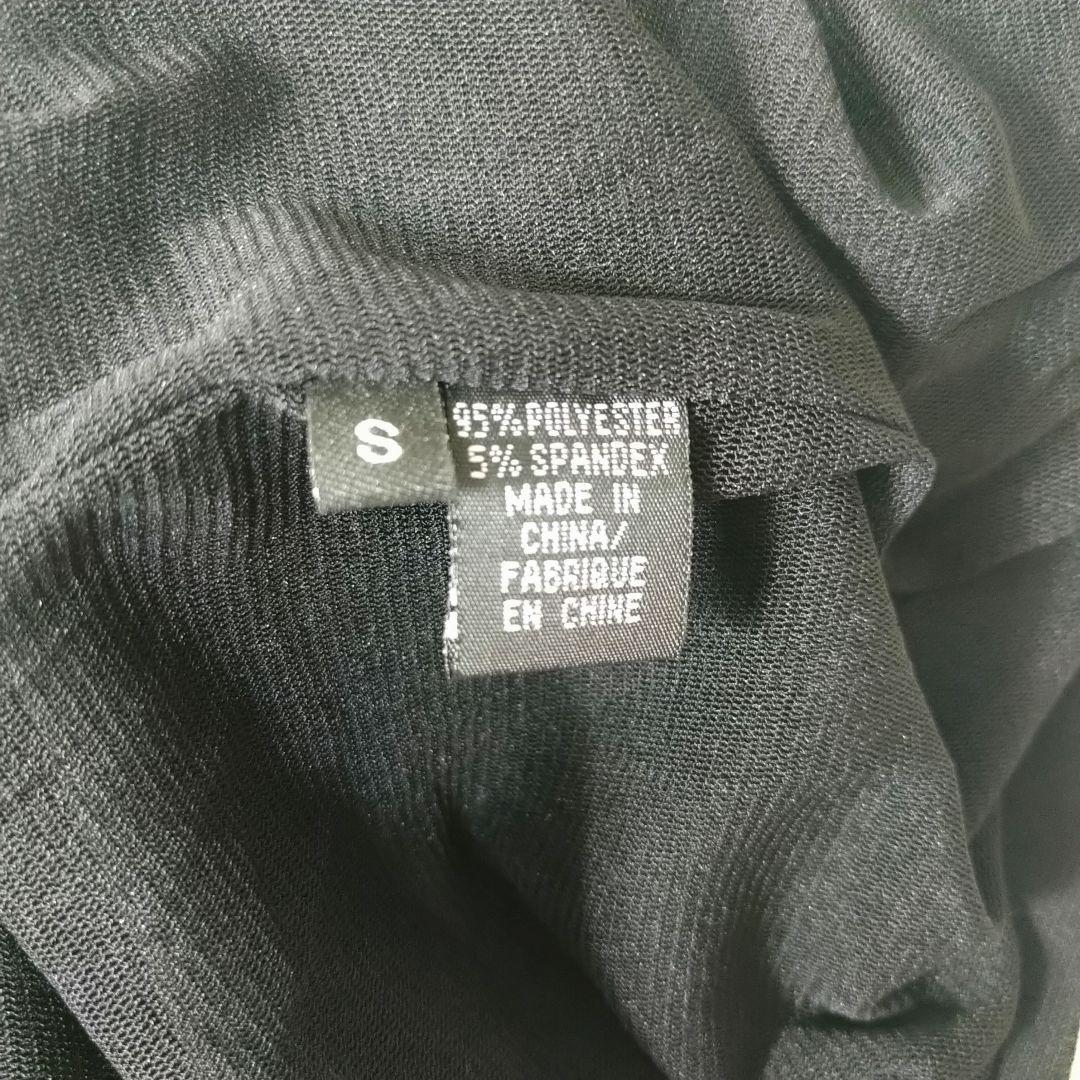 S
95% POLYESTER
5% SPANDEX
MADE IN
CHINA/
FABRIQUE
EN CHINE